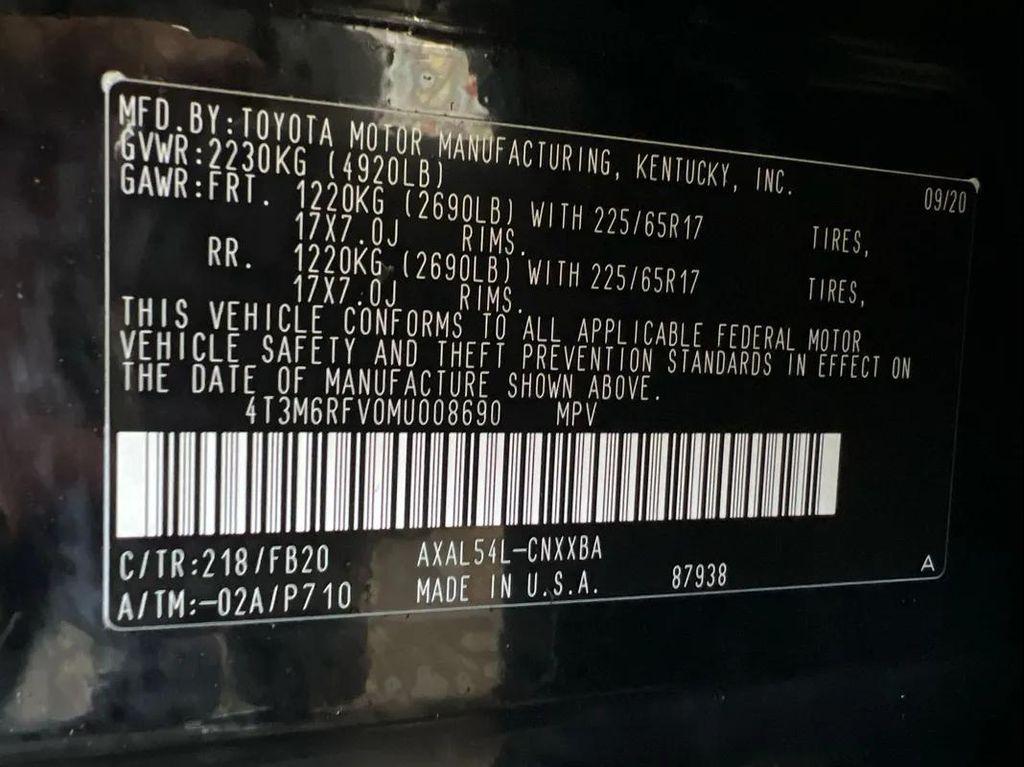 MFD.BY:TOYOTA MOTOR MANUFACTURING, KENTUCKY, INC.
GVWR:2230KG (4920LB) 09/20
GAWR:FRT. 1220KG (2690LB) WITH 225/65R17 TIRES,
17X7.0J RIMS.
RR. 1220KG (2690LB) WITH 225/65R17 TIRES,
17X7.0J RIMS.
THIS VEHICLE CONFORMS TO ALL APPLICABLE FEDERAL MOTOR
VEHICLE SAFETY AND THEFT PREVENTION STANDARDS IN EFFECT ON
THE DATE OF MANUFACTURE SHOWN ABOVE.
4T3M6RFV0MU008690 MPV
C/TR:218/FB20 AXAL54L-CNXXBA
A/TM:-02A/P710 MADE IN U.S.A. 87938 A